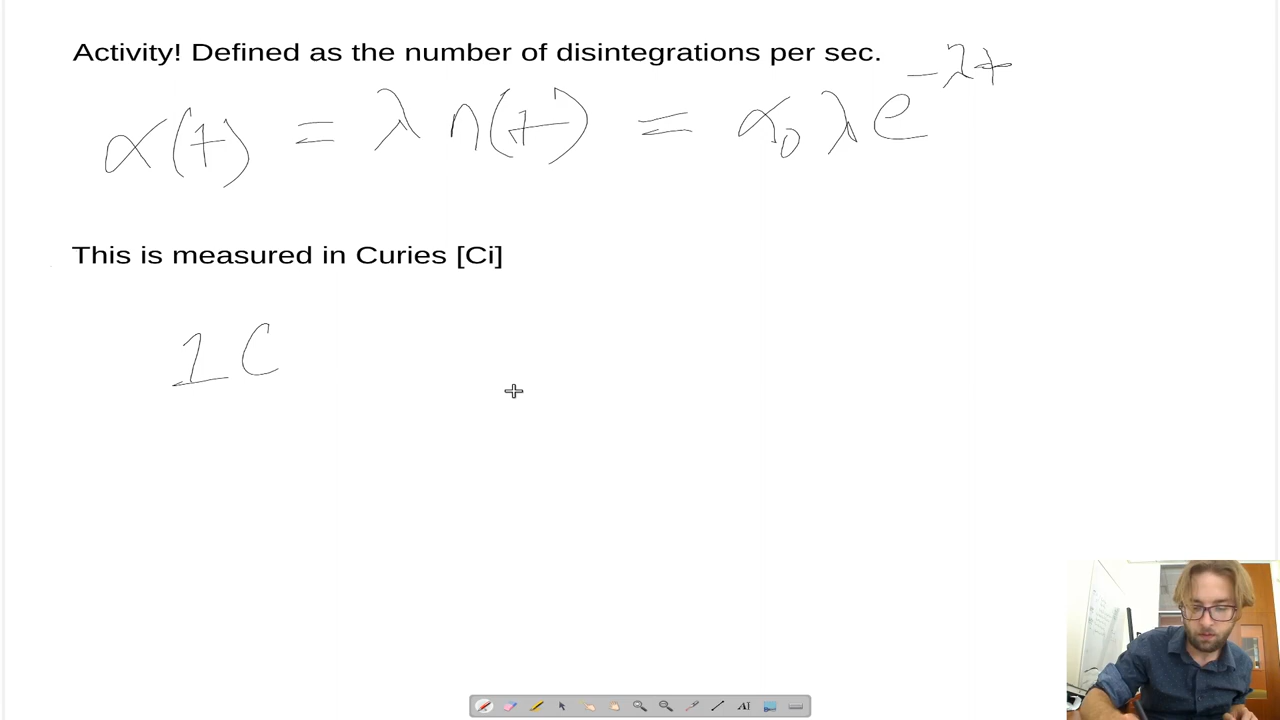 Activity! Defined as the number of disintegrations per sec.
α(t) = λ n(t) = α₀ λ e^{-λt}
This is measured in Curies [Ci]
1 C